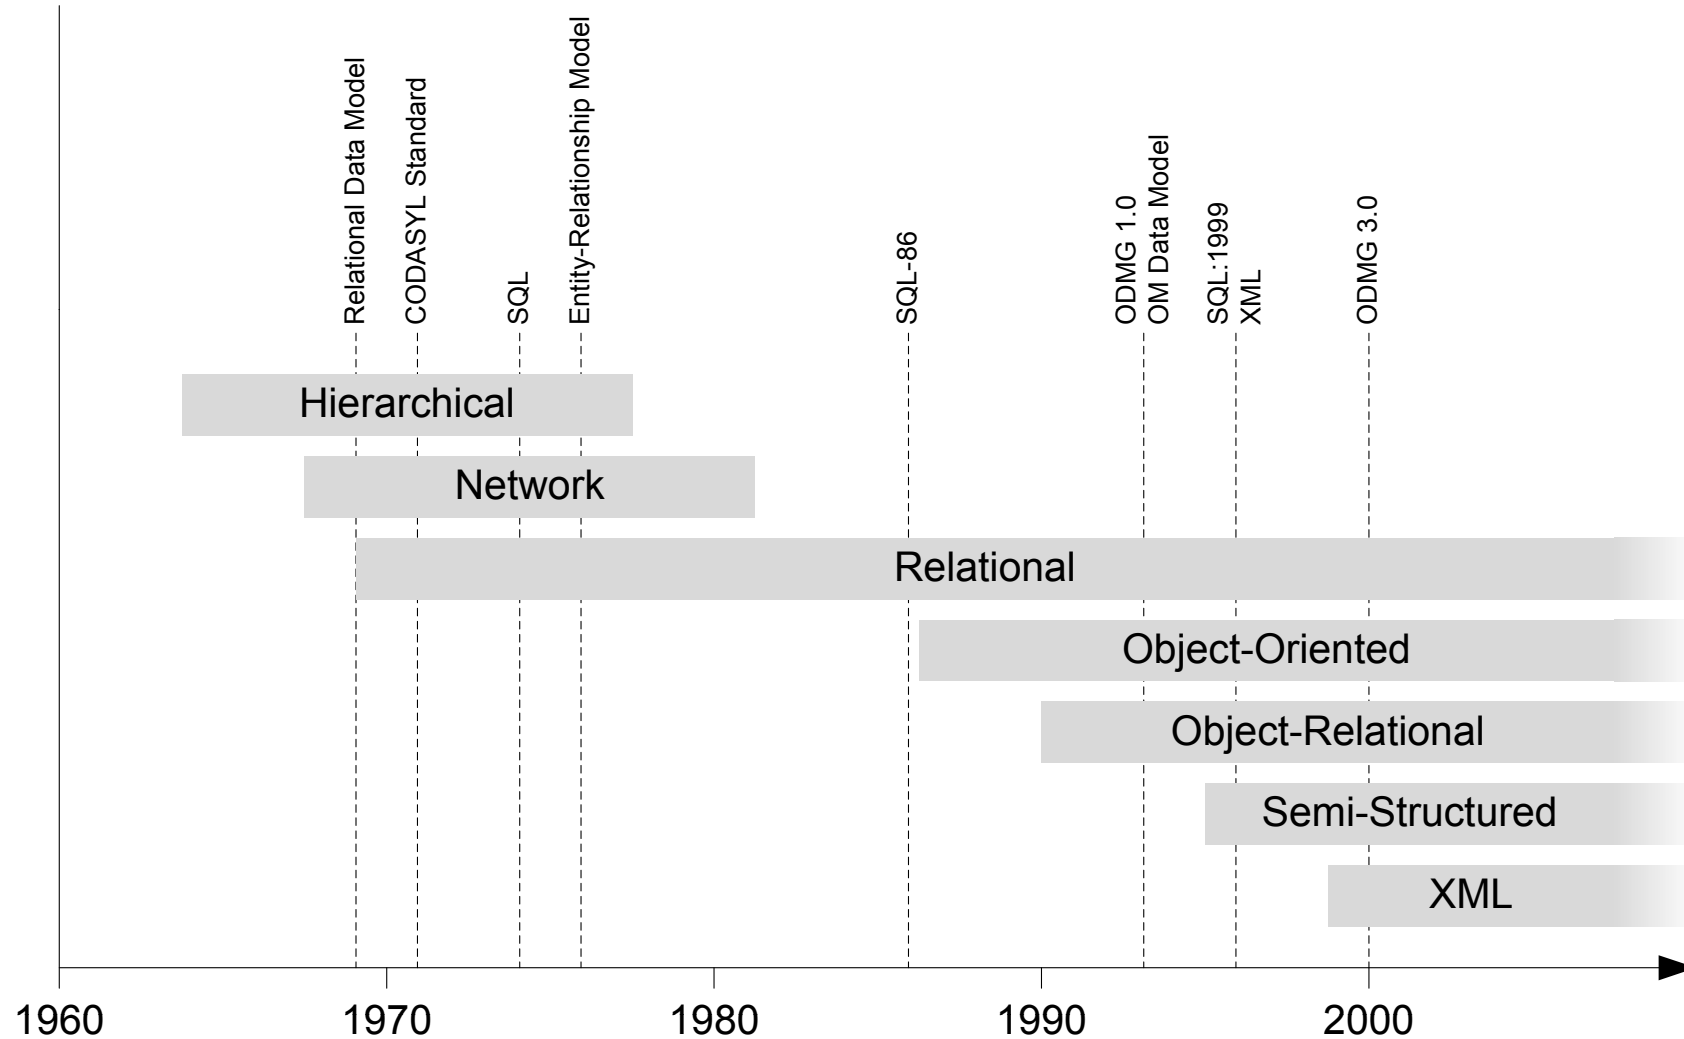 Relational Data Model
CODASYL Standard
SQL
Entity-Relationship Model
SQL-86
ODMG 1.0
OM Data Model
SQL:1999
XML
ODMG 3.0
Hierarchical
Network
Relational
Object-Oriented
Object-Relational
Semi-Structured
XML
1960
1970
1980
1990
2000